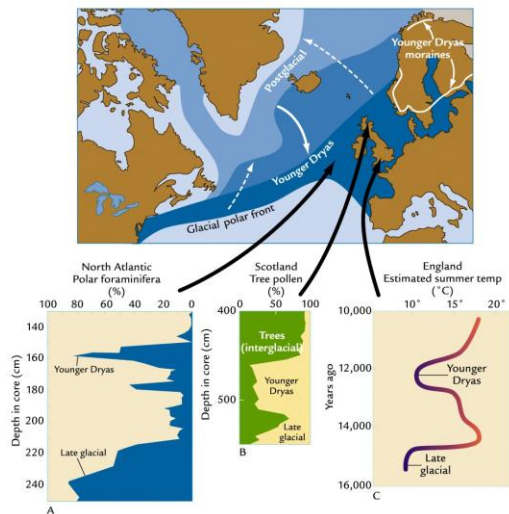 Younger Dryas
moraines
Postglacial
Younger Dryas
Glacial polar front
North Atlantic
Polar foraminifera
(%)
100 80 60 40 20 0
Depth in core (cm)
140
160
180
200
220
240
Younger Dryas
Late glacial
A
Scotland
Tree pollen
(%)
0 50 100
400
Depth in core (cm)
500
Trees
(interglacial)
Younger
Dryas
Late
glacial
B
England
Estimated summer temp
(°C)
10° 15° 20°
10,000
Years ago
12,000
14,000
16,000
Younger
Dryas
Late
glacial
C